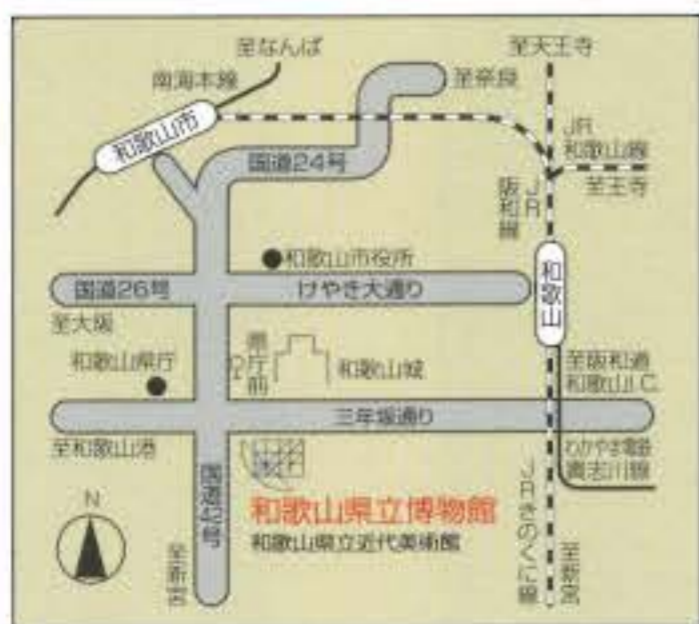 至なんば
至天王寺
南海本線
至奈良
和歌山市
国道24号
JR
和歌山線
至王寺
JR
阪和線
和歌山市役所
国道26号
けやき大通り
和歌山
至大阪
県庁前
和歌山県庁
和歌山城
至阪和道
和歌山I.C.
三年坂通り
至和歌山港
わかやま電鉄
貴志川線
国道42号
和歌山県立博物館
和歌山県立近代美術館
N
至新宮
JRきのくに線
至新宮